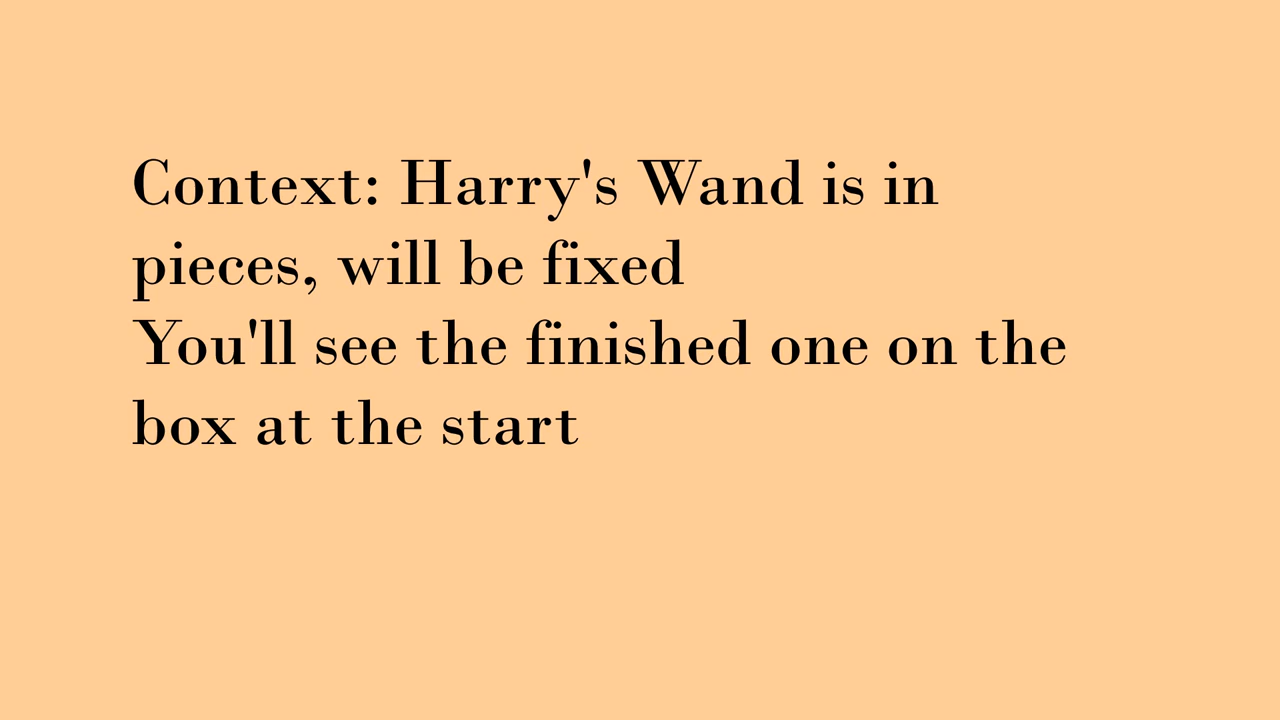 Context: Harry's Wand is in
pieces, will be fixed
You'll see the finished one on the
box at the start